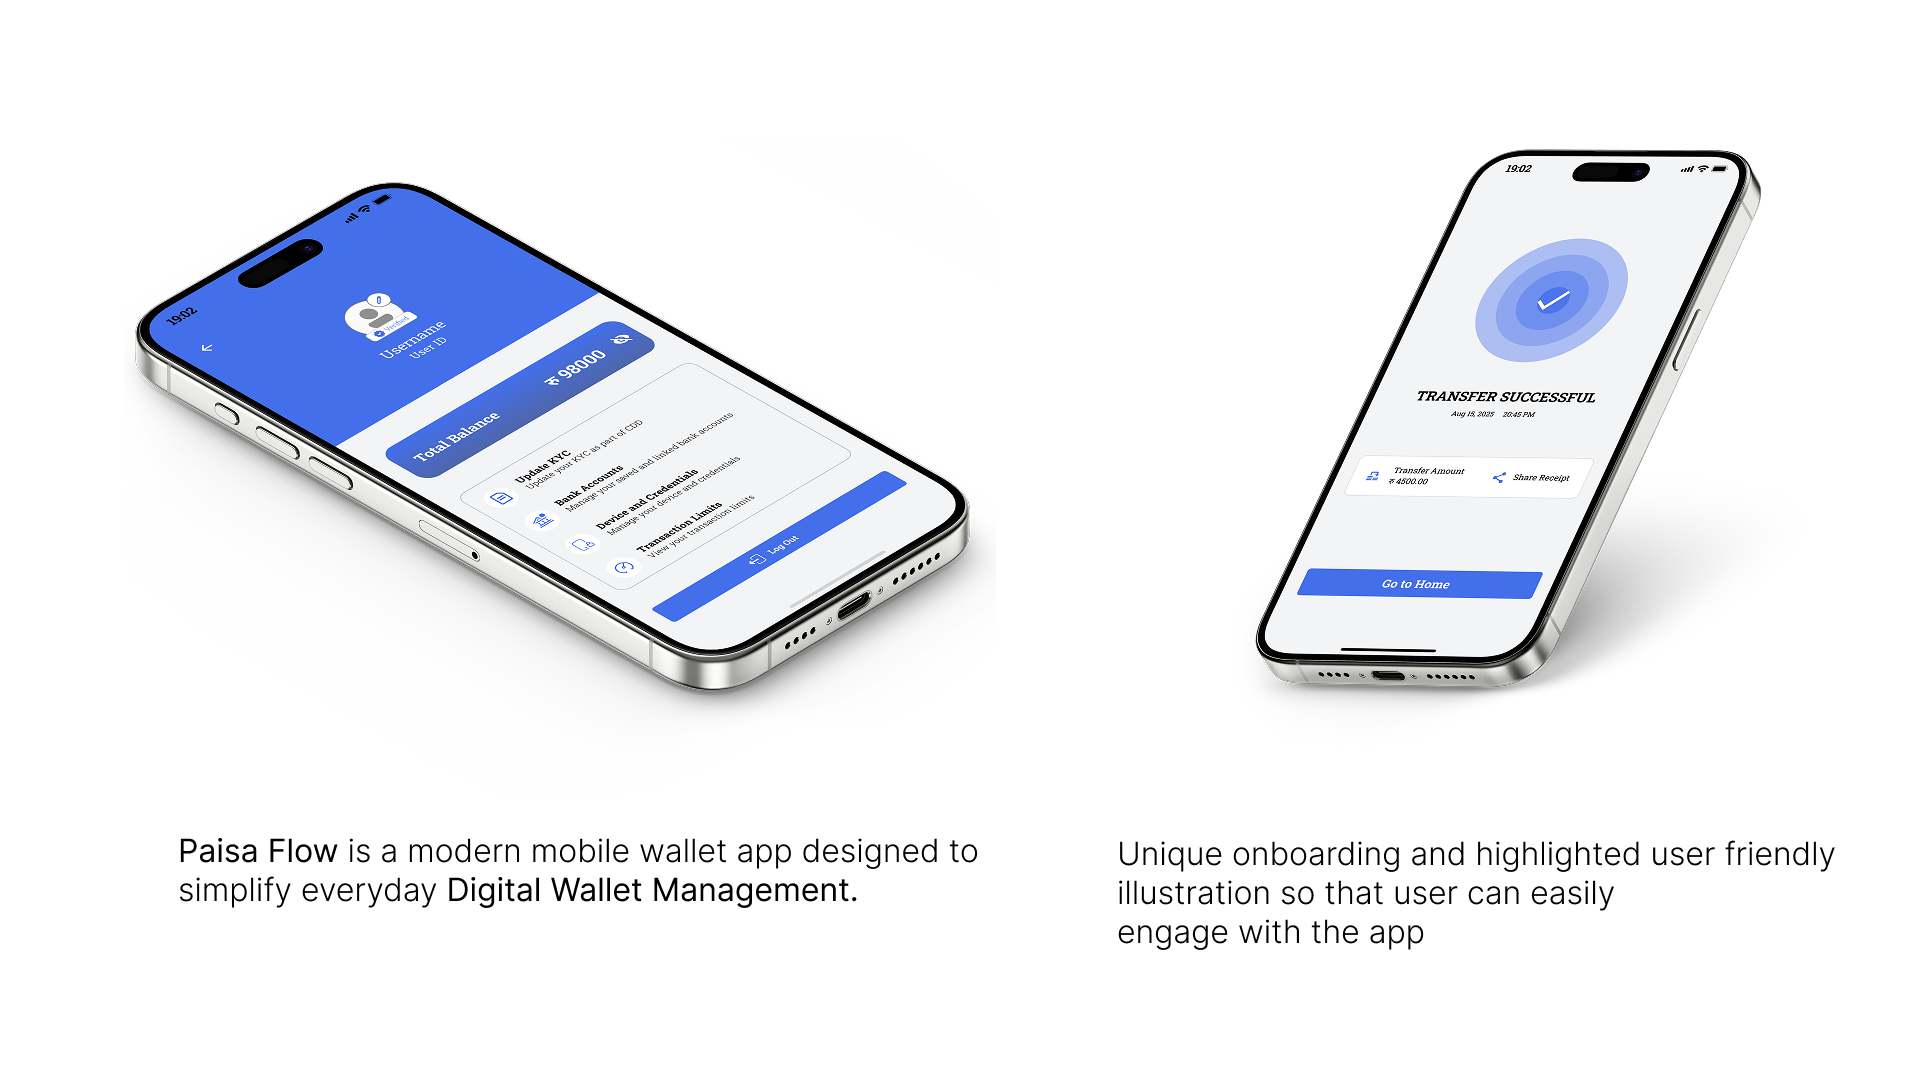 19:02
Verified
Username
User ID
Total Balance
रु 98000
Update KYC
Update your KYC as part of CDD
Bank Accounts
Manage your saved and linked bank accounts
Device and Credentials
Manage your device and credentials
Transaction Limits
View your transaction limits
Log Out
Paisa Flow is a modern mobile wallet app designed to
simplify everyday Digital Wallet Management.
19:02
TRANSFER SUCCESSFUL
Aug 15, 2025 20:45 PM
Transfer Amount
रु 4500.00
Share Receipt
Go to Home
Unique onboarding and highlighted user friendly
illustration so that user can easily
engage with the app